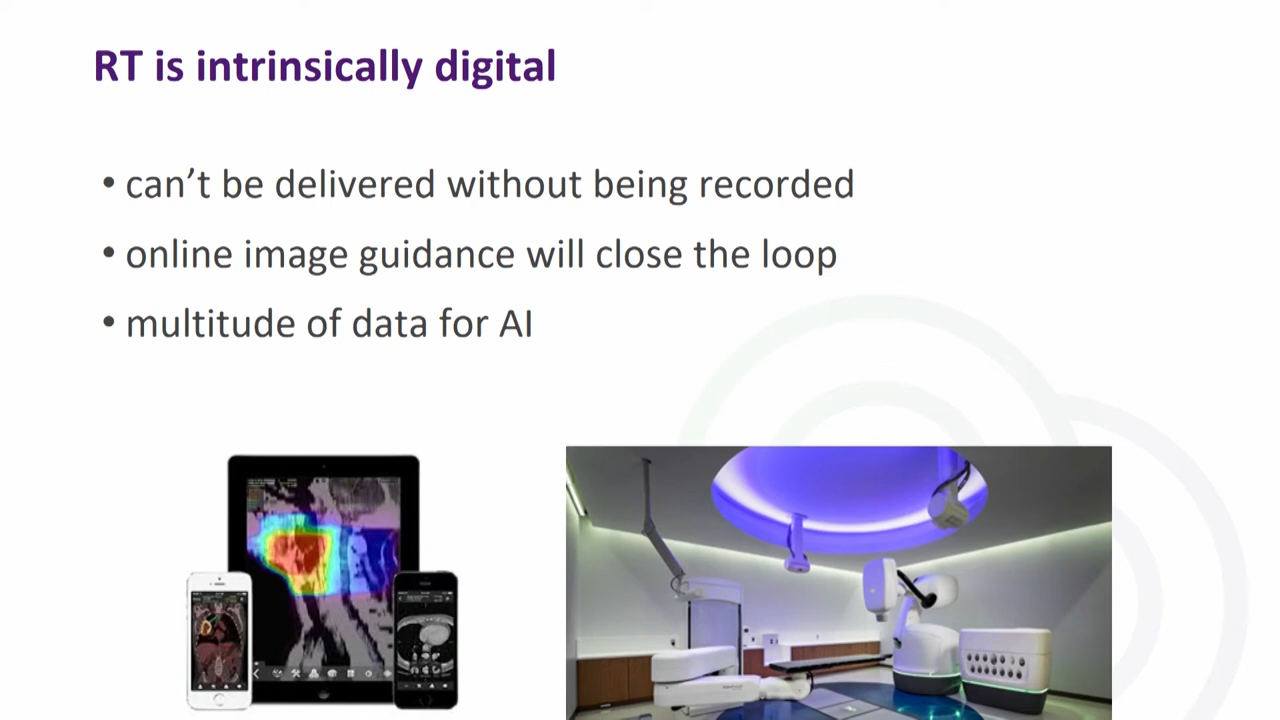 RT is intrinsically digital
• can’t be delivered without being recorded
• online image guidance will close the loop
• multitude of data for AI